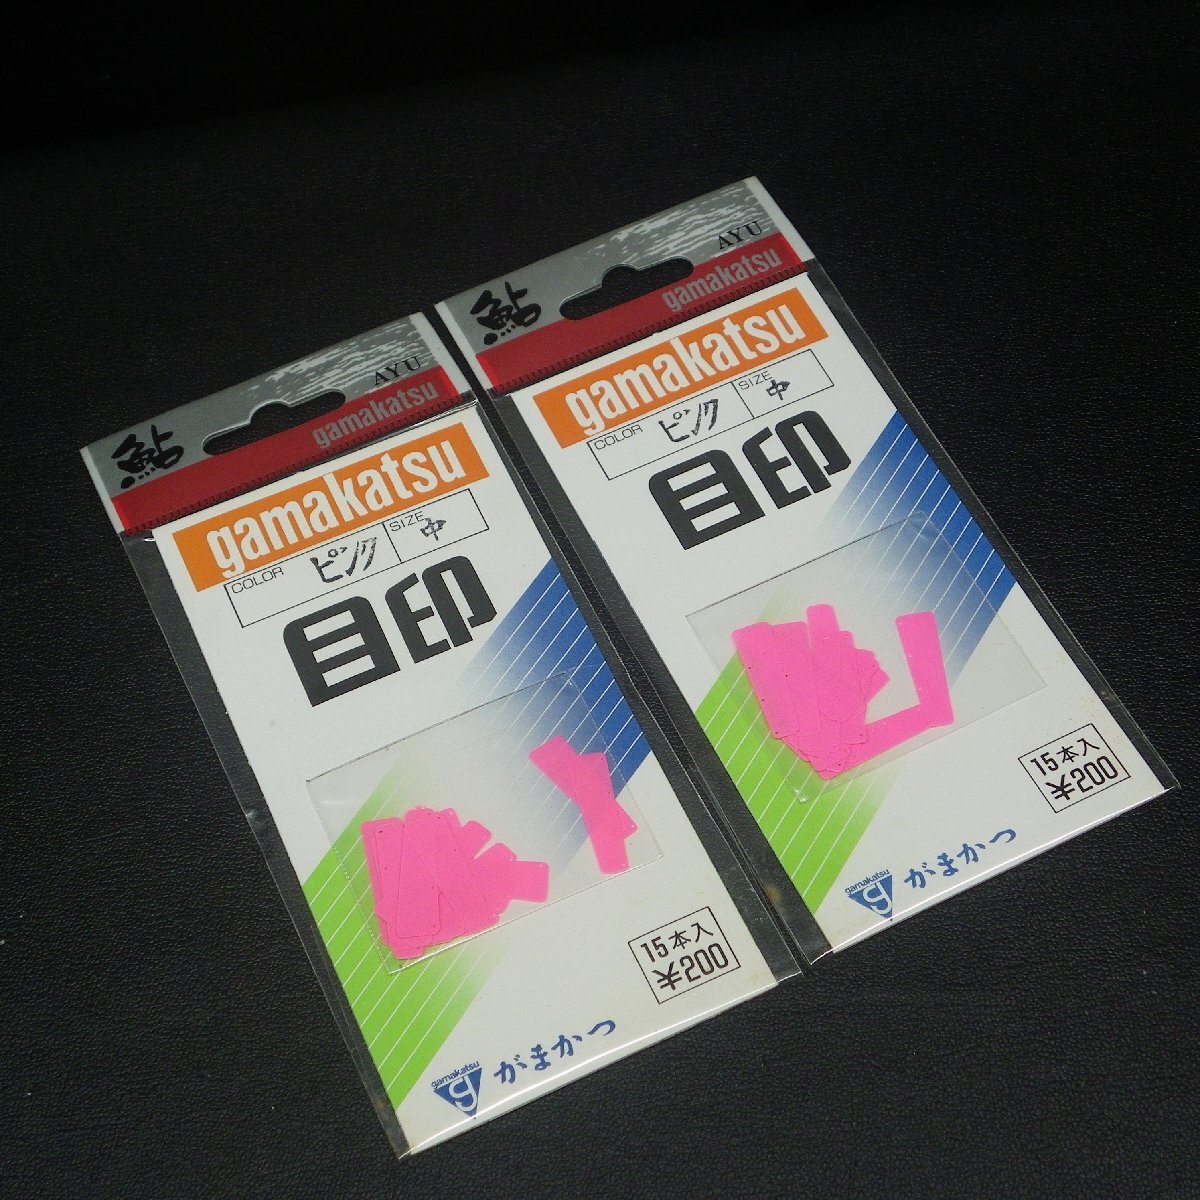 鮎
AYU
gamakatsu
gamakatsu
COLOR ピンク SIZE 中
目印
15本入
¥200
gamakatsu
がまかつ
鮎
AYU
gamakatsu
gamakatsu
COLOR ピンク SIZE 中
目印
15本入
¥200
gamakatsu
がまかつ